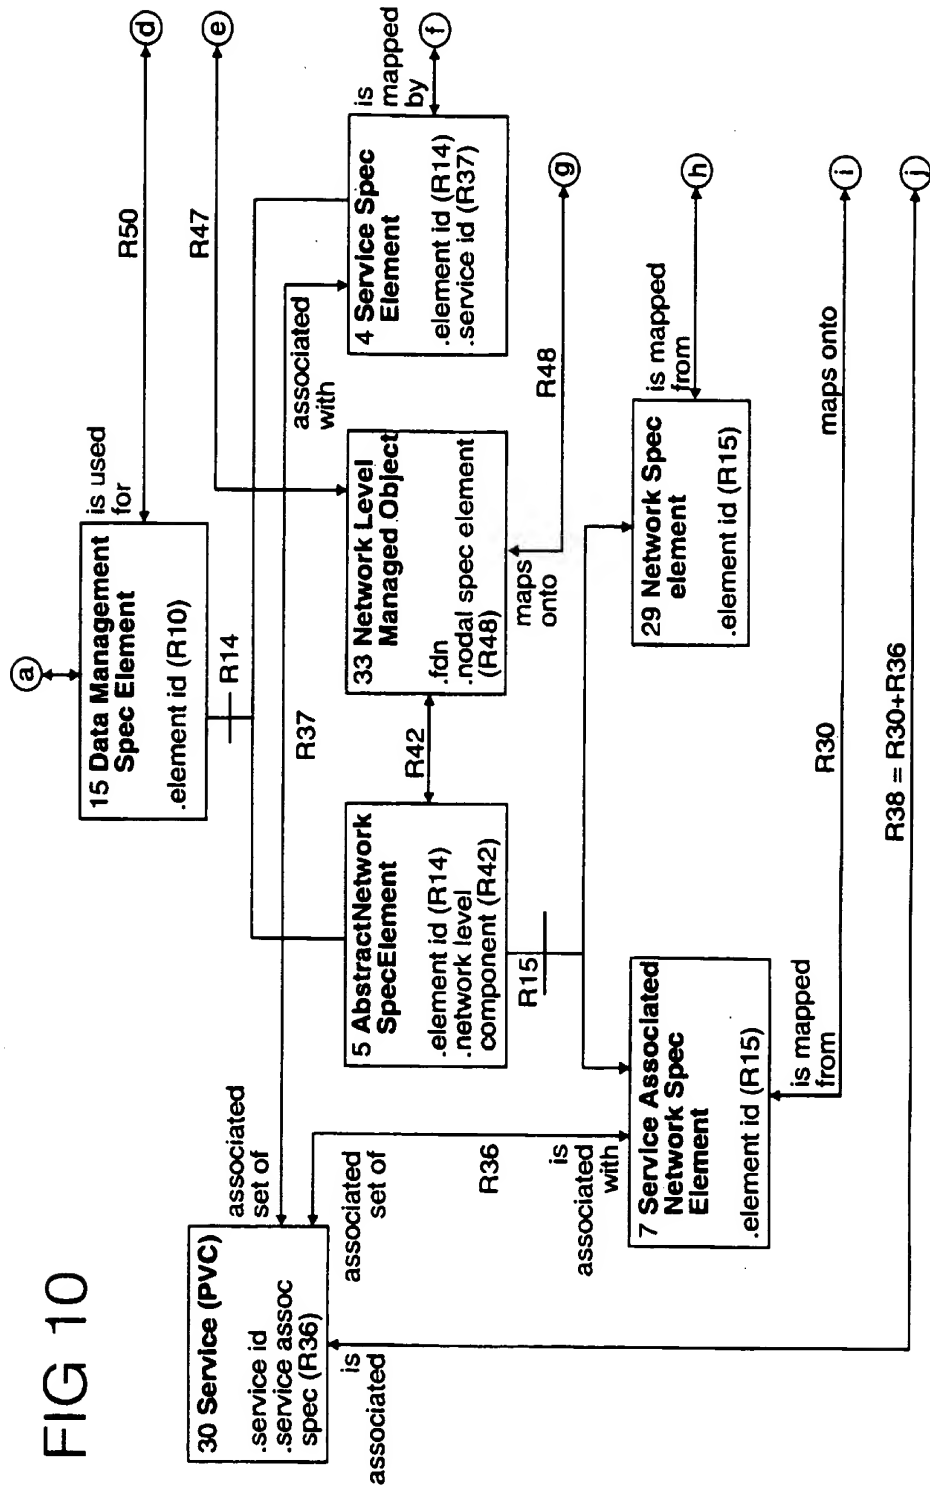 FIG 10
a
15 Data Management
Spec Element
.element id (R10)
is used
for
R50
d
R14
R47
e
30 Service (PVC)
.service id
.service assoc
spec (R36)
associated
set of
R37
associated
with
4 Service Spec
Element
.element id (R14)
.service id (R37)
is
mapped
by
f
5 AbstractNetwork
SpecElement
.element id (R14)
.network level
component (R42)
R42
33 Network Level
Managed Object
.fdn
.nodal spec element
(R48)
maps
onto
R48
g
is
associated
associated
set of
R36
is
associated
with
R15
7 Service Associated
Network Spec
Element
.element id (R15)
is mapped
from
29 Network Spec
element
.element id (R15)
is mapped
from
h
R30
maps onto
i
R38 = R30+R36
j